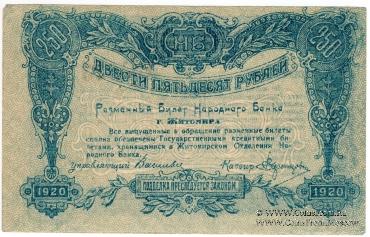 250 НБ 250
ДВЕСТИ ПЯТЬДЕСЯТ РУБЛЕЙ
Разменный Билет Народного Банка
г. Житомира
Все выпущенные в обращение разменные билеты
сполна обеспечены Государственными кредитными би-
летами, хранящимися в Житомирском Отделении На-
родного Банка.
Управляющий Кассир
1920 ПОДДЕЛКА ПРЕСЛЕДУЕТСЯ ЗАКОНОМ. 1920